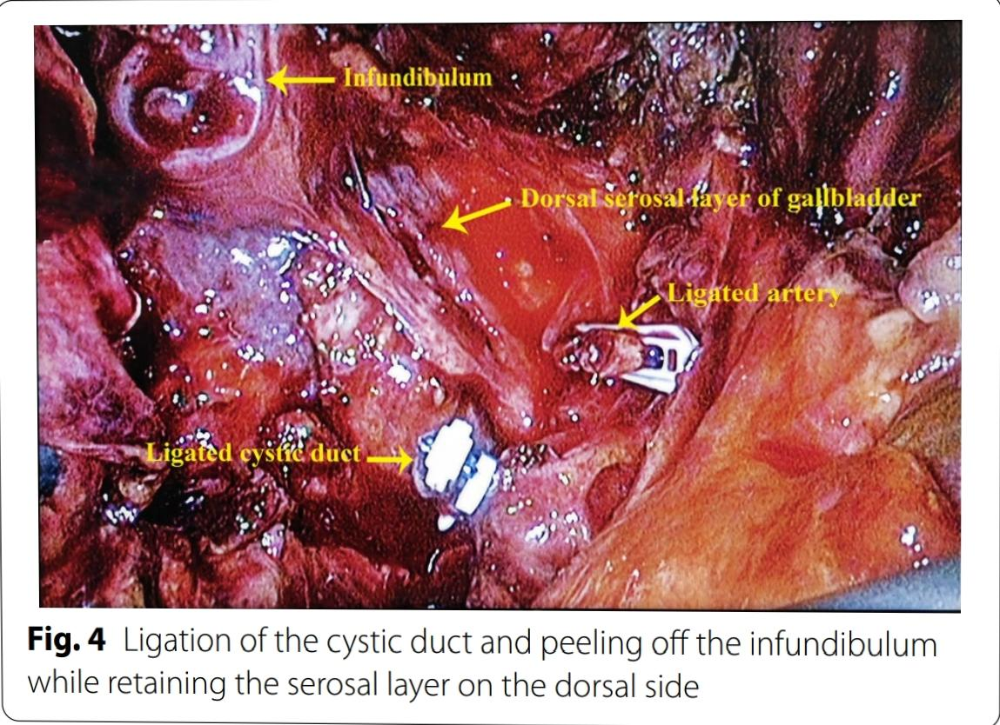 Infundibulum
Dorsal serosal layer of gallbladder
Ligated artery
Ligated cystic duct
Fig. 4 Ligation of the cystic duct and peeling off the infundibulum
while retaining the serosal layer on the dorsal side